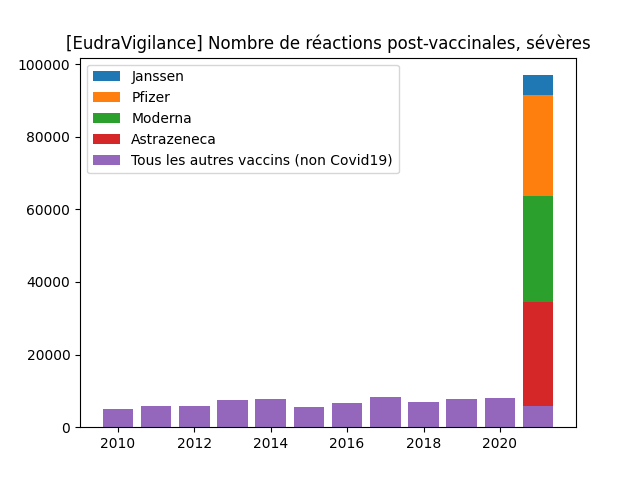 [EudraVigilance] Nombre de réactions post-vaccinales, sévères
100000
80000
60000
40000
20000
0
Janssen
Pfizer
Moderna
Astrazeneca
Tous les autres vaccins (non Covid19)
2010
2012
2014
2016
2018
2020